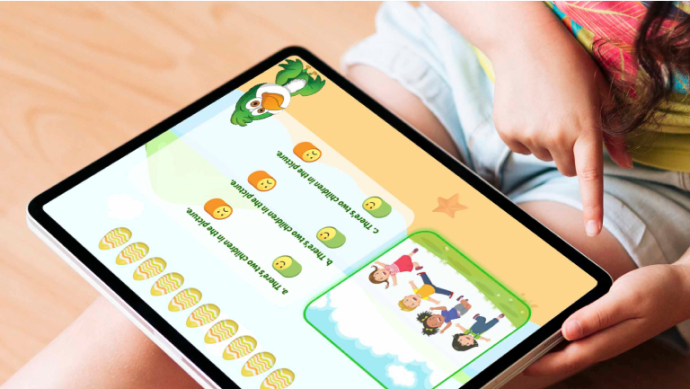 a. There's two children in the picture.
b. There's two children in the picture.
c. There's two children in the picture.